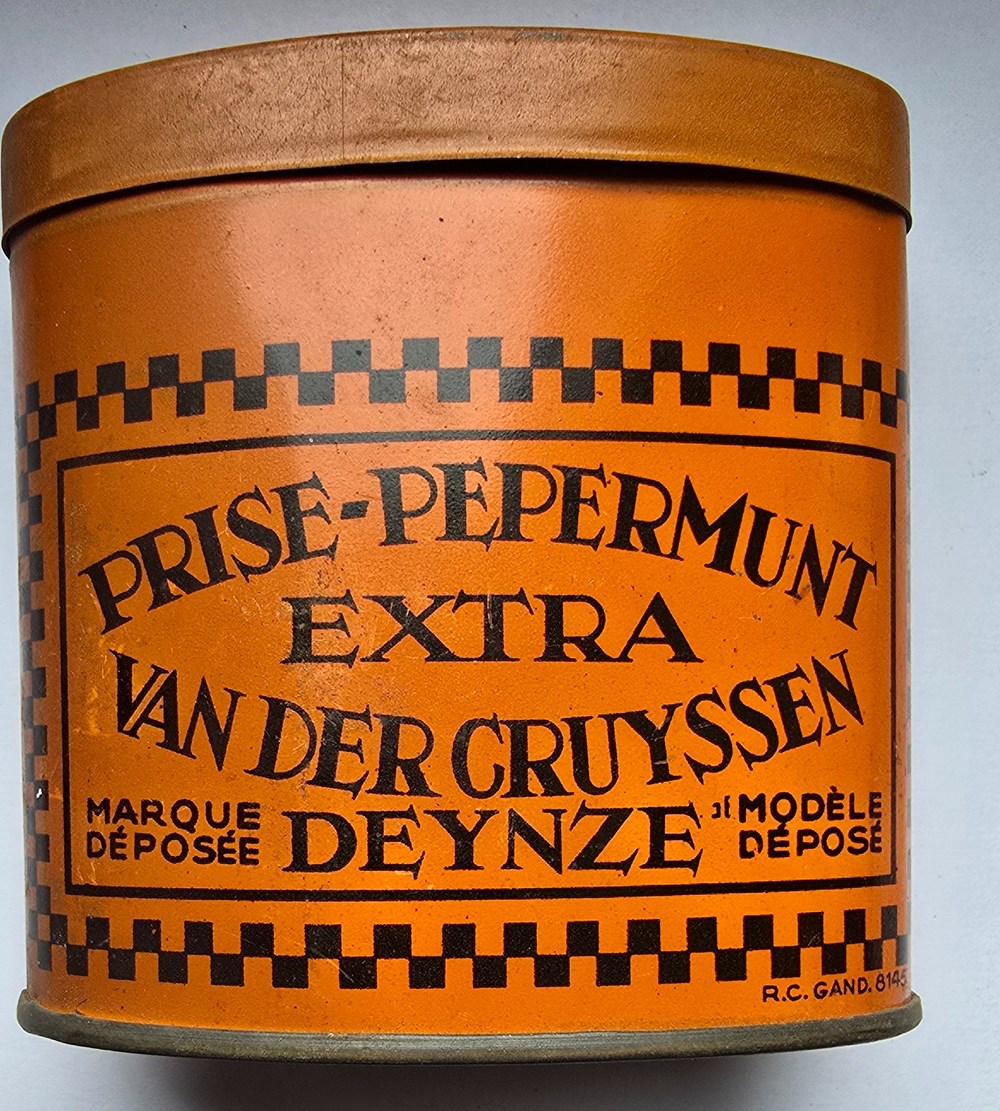 PRISE-PEPERMUNT
EXTRA
VAN DER CRUYSSEN
MARQUE DÉPOSÉE
DEYNZE
MODÈLE DÉPOSÉ
R.C. GAND. 8145